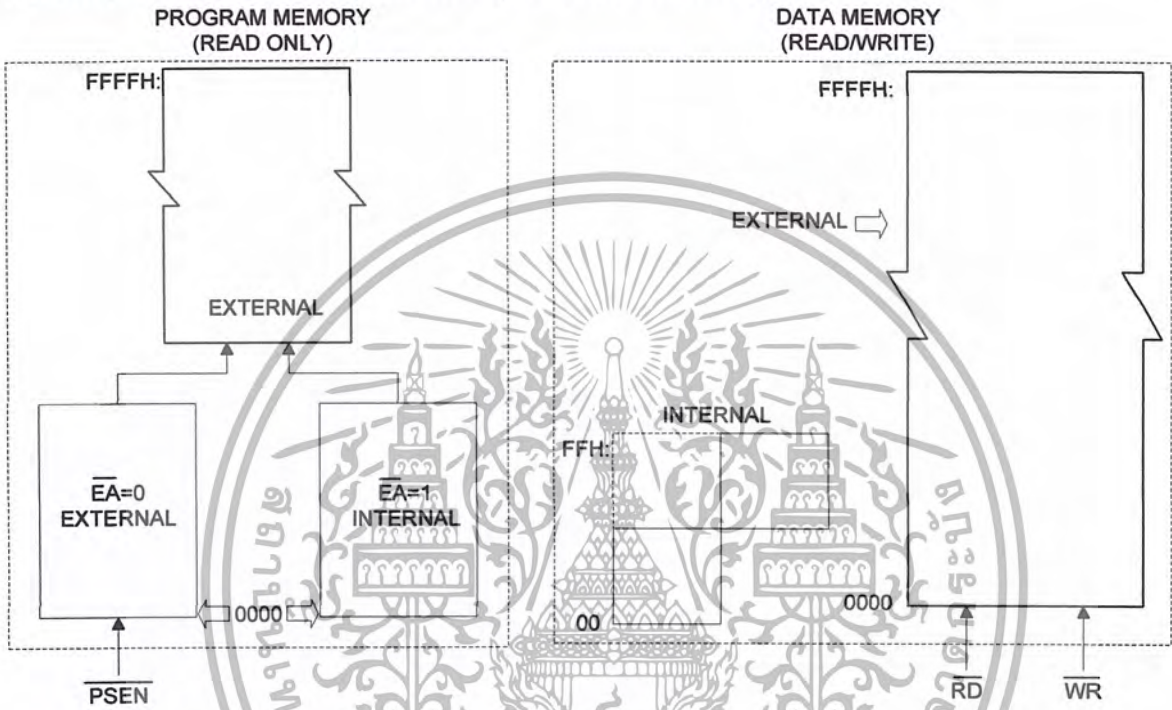 PROGRAM MEMORY
(READ ONLY)
FFFFH:
EXTERNAL
EA=0
EXTERNAL
EA=1
INTERNAL
0000
PSEN
DATA MEMORY
(READ/WRITE)
FFFFH:
EXTERNAL
INTERNAL
FFH:
00
0000
RD
WR